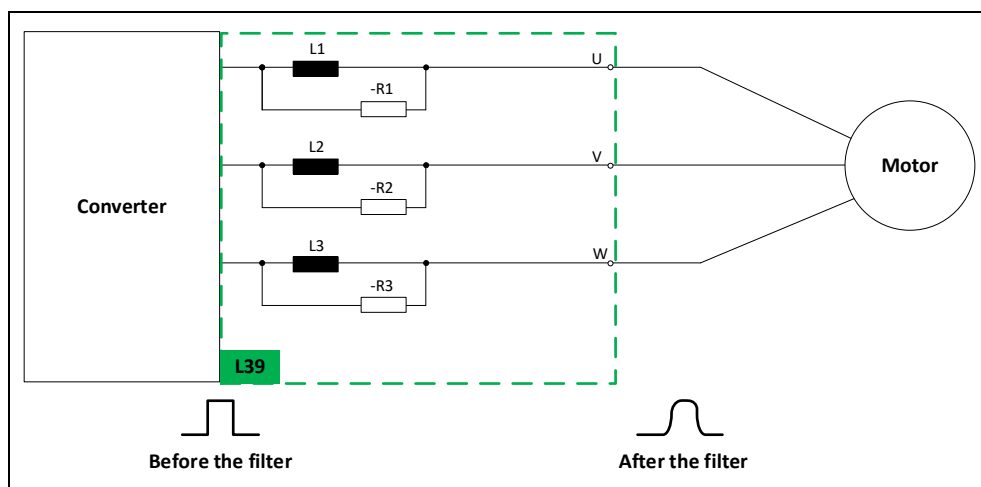 L1
U
-R1
L2
V
-R2
Converter
Motor
L3
W
-R3
L39
Before the filter
After the filter